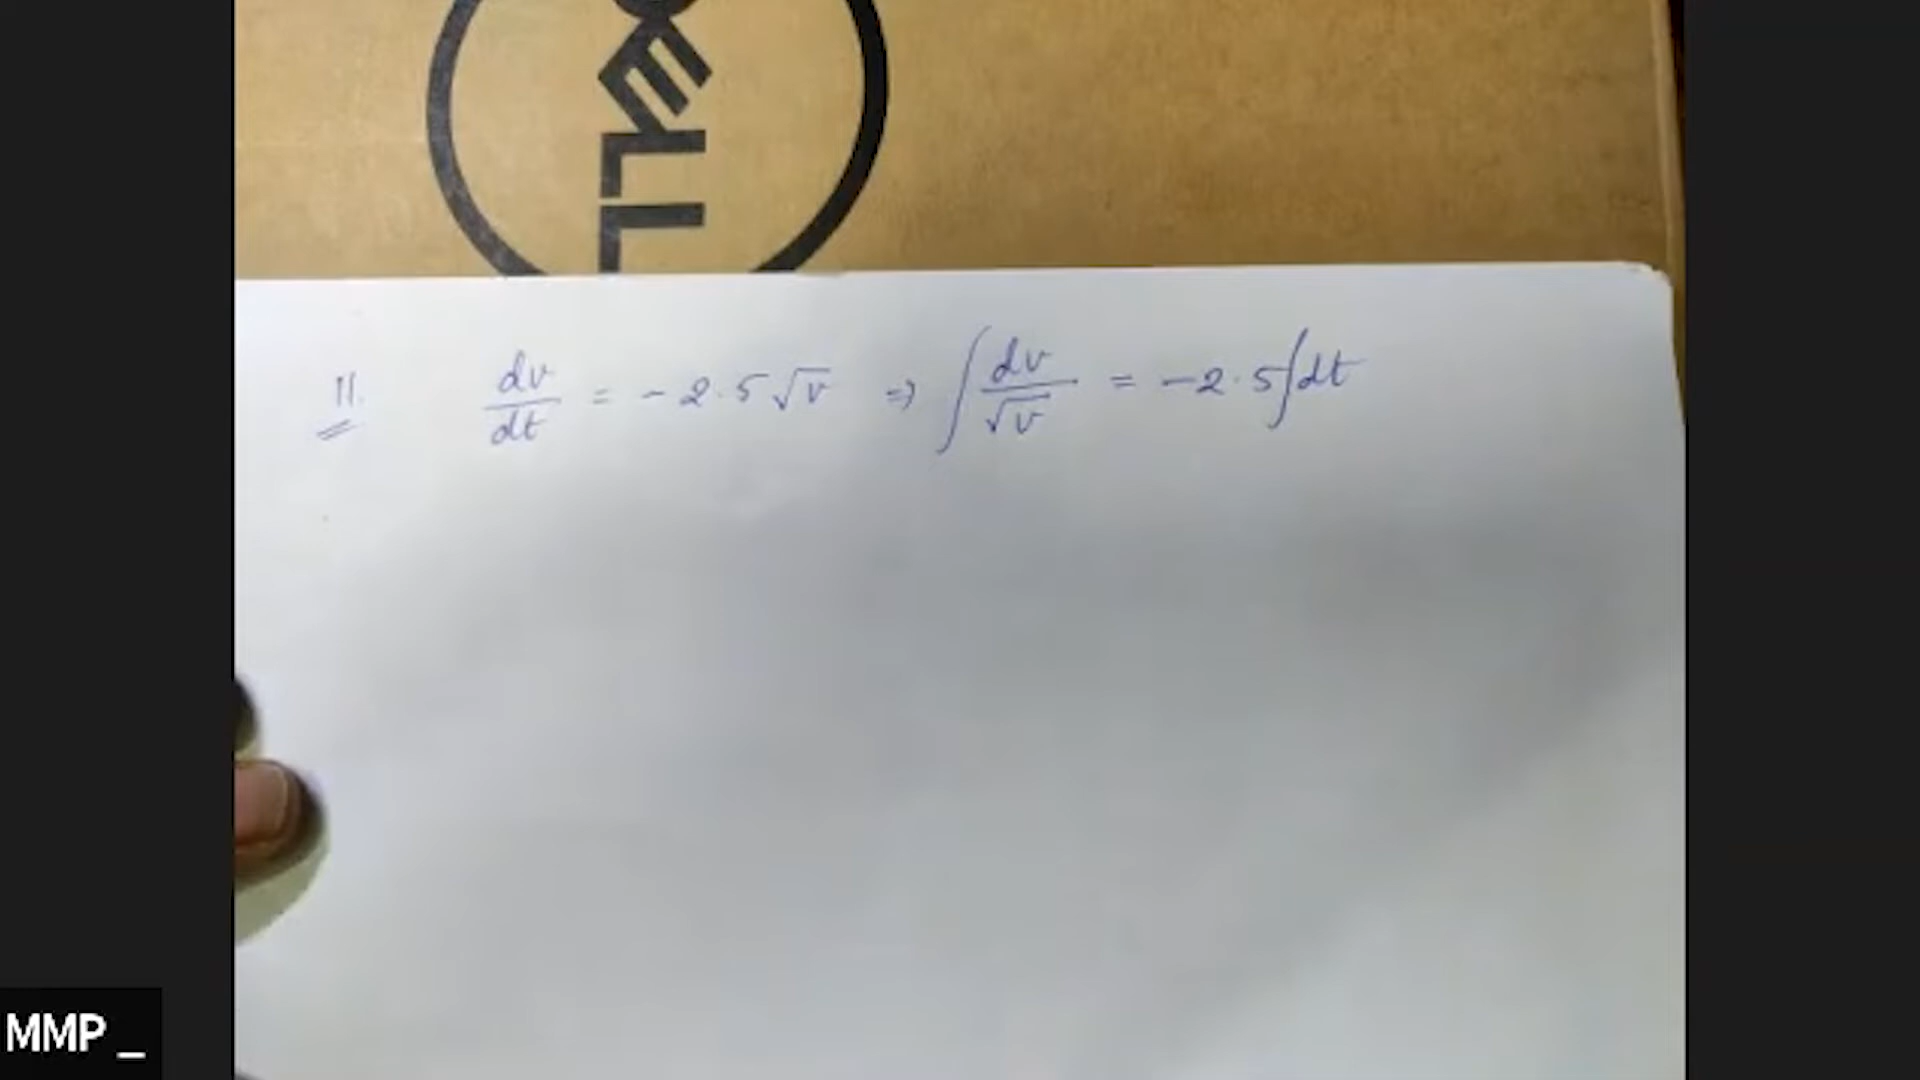 DELL
11. dv/dt = -2.5 √v ⇒ ∫ dv/√v = -2.5 ∫dt
MMP _